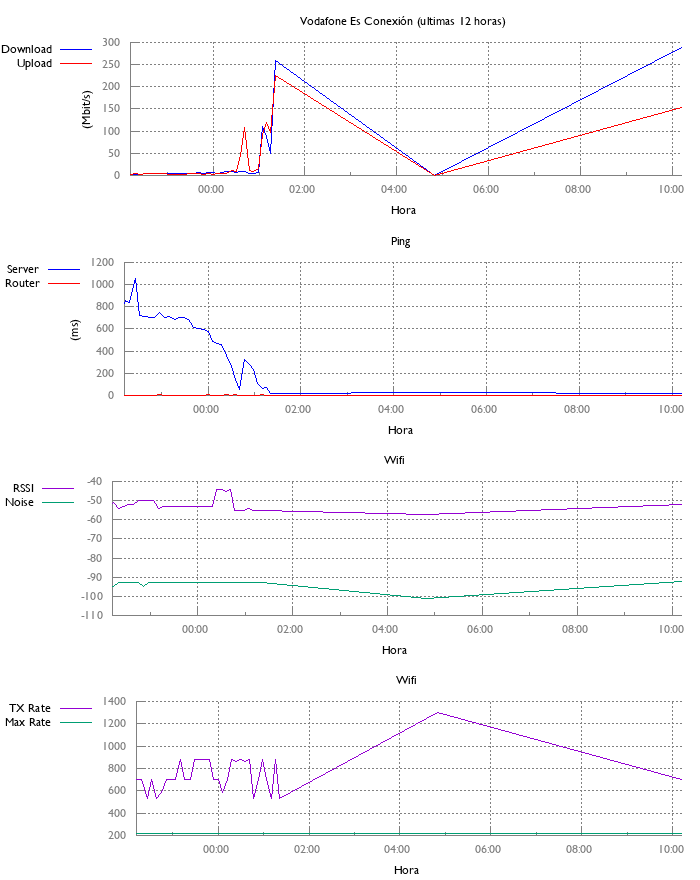 Vodafone Es Conexión (ultimas 12 horas)
Download
Upload
300
250
200
150
100
50
0
(Mbit/s)
00:00 02:00 04:00 06:00 08:00 10:00
Hora
Ping
Server
Router
1200
1000
800
600
400
200
0
(ms)
00:00 02:00 04:00 06:00 08:00 10:00
Hora
Wifi
RSSI
Noise
-40
-50
-60
-70
-80
-90
-100
-110
00:00 02:00 04:00 06:00 08:00 10:00
Hora
Wifi
TX Rate
Max Rate
1400
1200
1000
800
600
400
200
00:00 02:00 04:00 06:00 08:00 10:00
Hora